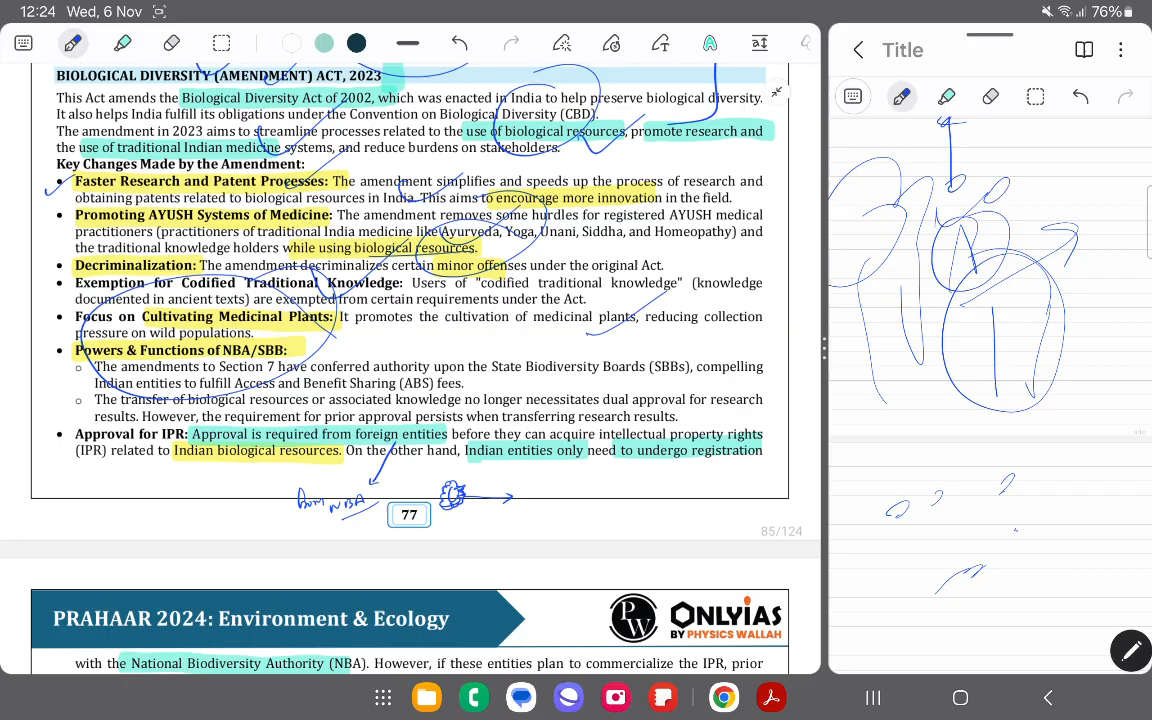 12:24 Wed, 6 Nov
76%
Title
BIOLOGICAL DIVERSITY (AMENDMENT) ACT, 2023
This Act amends the Biological Diversity Act of 2002, which was enacted in India to help preserve biological diversity.
It also helps India fulfill its obligations under the Convention on Biological Diversity (CBD).
The amendment in 2023 aims to streamline processes related to the use of biological resources, promote research and
the use of traditional Indian medicine systems, and reduce burdens on stakeholders.
Key Changes Made by the Amendment:
• Faster Research and Patent Processes: The amendment simplifies and speeds up the process of research and
obtaining patents related to biological resources in India. This aims to encourage more innovation in the field.
• Promoting AYUSH Systems of Medicine: The amendment removes some hurdles for registered AYUSH medical
practitioners (practitioners of traditional India medicine like Ayurveda, Yoga, Unani, Siddha, and Homeopathy) and
the traditional knowledge holders while using biological resources.
• Decriminalization: The amendment decriminalizes certain minor offenses under the original Act.
• Exemption for Codified Traditional Knowledge: Users of "codified traditional knowledge" (knowledge
documented in ancient texts) are exempted from certain requirements under the Act.
• Focus on Cultivating Medicinal Plants: It promotes the cultivation of medicinal plants, reducing collection
pressure on wild populations.
• Powers & Functions of NBA/SBB:
o The amendments to Section 7 have conferred authority upon the State Biodiversity Boards (SBBs), compelling
Indian entities to fulfill Access and Benefit Sharing (ABS) fees.
o The transfer of biological resources or associated knowledge no longer necessitates dual approval for research
results. However, the requirement for prior approval persists when transferring research results.
• Approval for IPR: Approval is required from foreign entities before they can acquire intellectual property rights
(IPR) related to Indian biological resources. On the other hand, Indian entities only need to undergo registration
NBA
77
85/124
PRAHAAR 2024: Environment & Ecology
PW
ONLYIAS
BY PHYSICS WALLAH
with the National Biodiversity Authority (NBA). However, if these entities plan to commercialize the IPR, prior